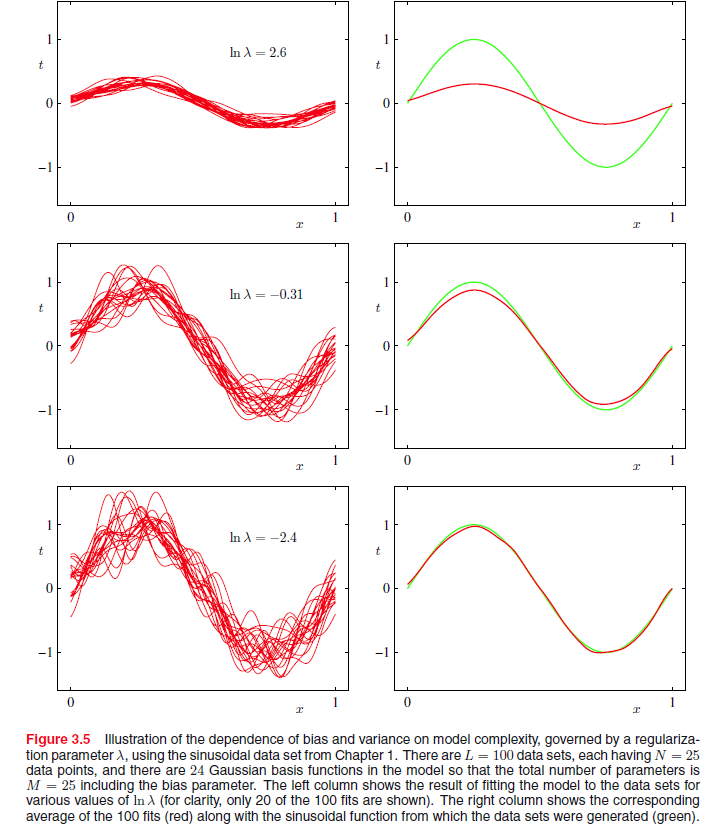 1
t
0
−1
0
x
1
ln λ = 2.6
1
t
0
−1
0
x
1
1
t
0
−1
0
x
1
ln λ = −0.31
1
t
0
−1
0
x
1
1
t
0
−1
0
x
1
ln λ = −2.4
1
t
0
−1
0
x
1
Figure 3.5 Illustration of the dependence of bias and variance on model complexity, governed by a regulariza-
tion parameter λ, using the sinusoidal data set from Chapter 1. There are L = 100 data sets, each having N = 25
data points, and there are 24 Gaussian basis functions in the model so that the total number of parameters is
M = 25 including the bias parameter. The left column shows the result of fitting the model to the data sets for
various values of ln λ (for clarity, only 20 of the 100 fits are shown). The right column shows the corresponding
average of the 100 fits (red) along with the sinusoidal function from which the data sets were generated (green).